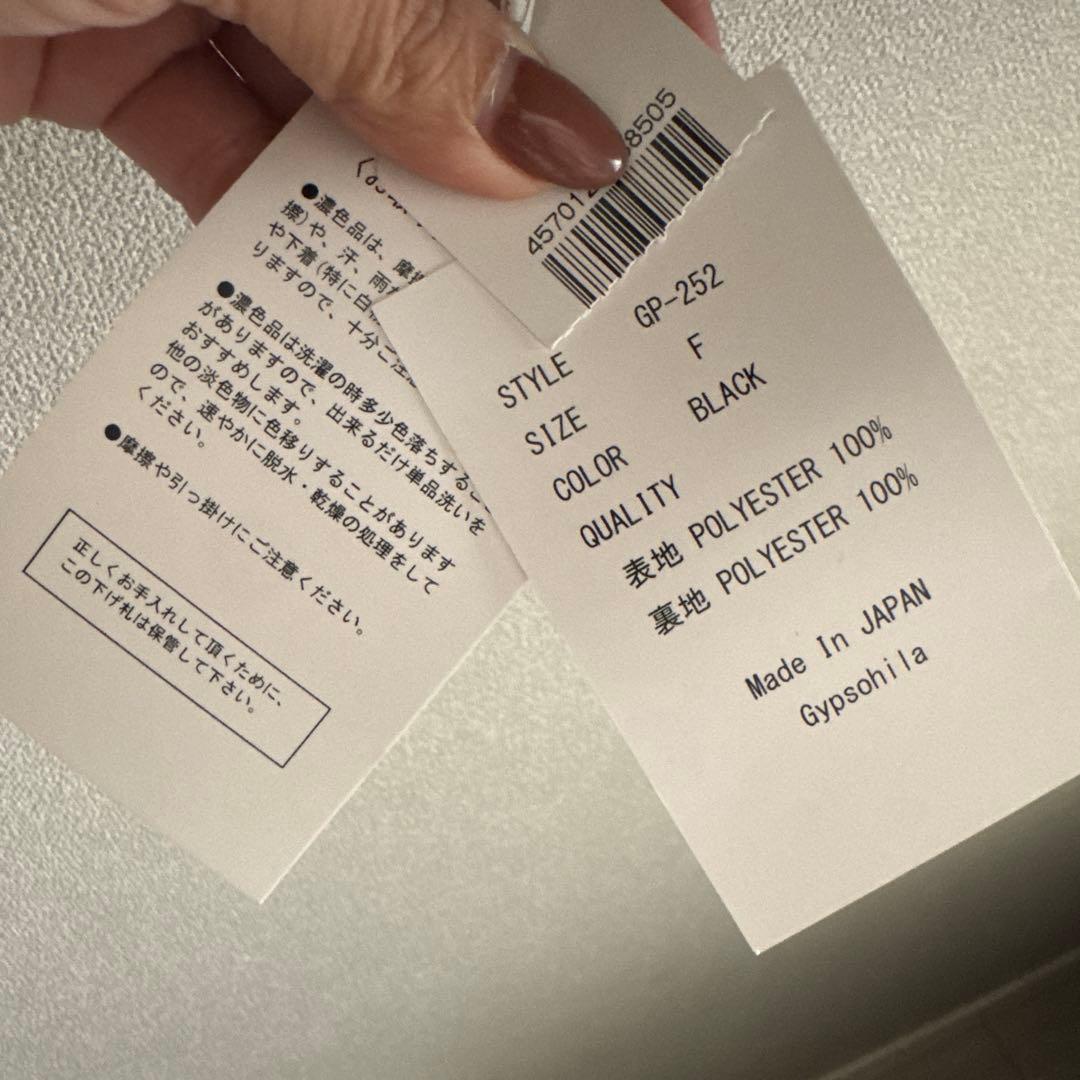 ●濃色品は、摩擦
擦)や、汗、雨
や下着(特に白
りますので、十分ご注
●濃色品は洗濯の時多少色落ちするこ
がありますので、出来るだけ単品洗いを
おすすめします。
他の淡色物に色移りすることがあります
ので、速やかに脱水・乾燥の処理をして
ください。
●摩擦や引っ掛けにご注意ください。
正しくお手入れして頂くために、
この下げ札は保管して下さい。
45701 8505
STYLE GP-252
SIZE F
COLOR BLACK
QUALITY
表地 POLYESTER 100%
裏地 POLYESTER 100%
Made In JAPAN
Gypsohila